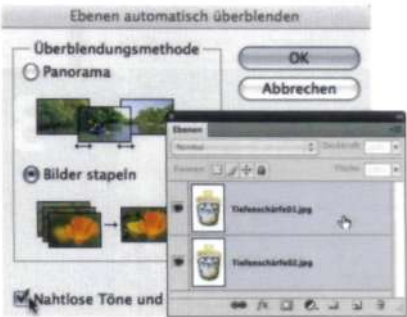 Ebenen automatisch überblenden
Überblendungsmethode
Panorama
OK
Abbrechen
Ebenen
Normal
Deckkraft:
Fixieren:
Fläche:
Bilder stapeln
Tiefenschärfe01.jpg
Tiefenschärfe02.jpg
Nahtlose Töne und
fx